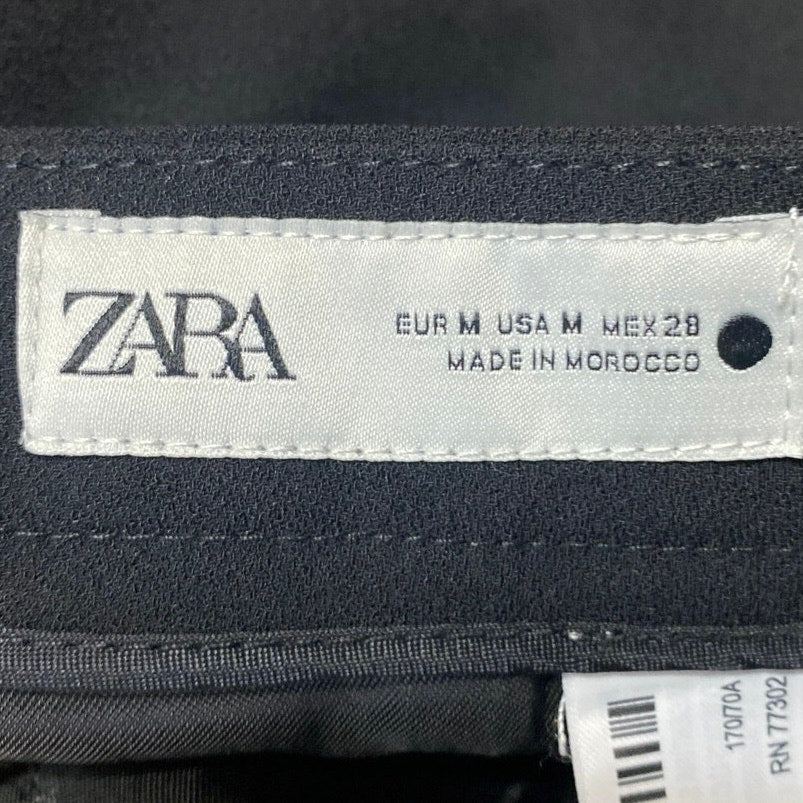 ZARA
EUR M USA M MEX 28
MADE IN MOROCCO
170/70A
RN 77302